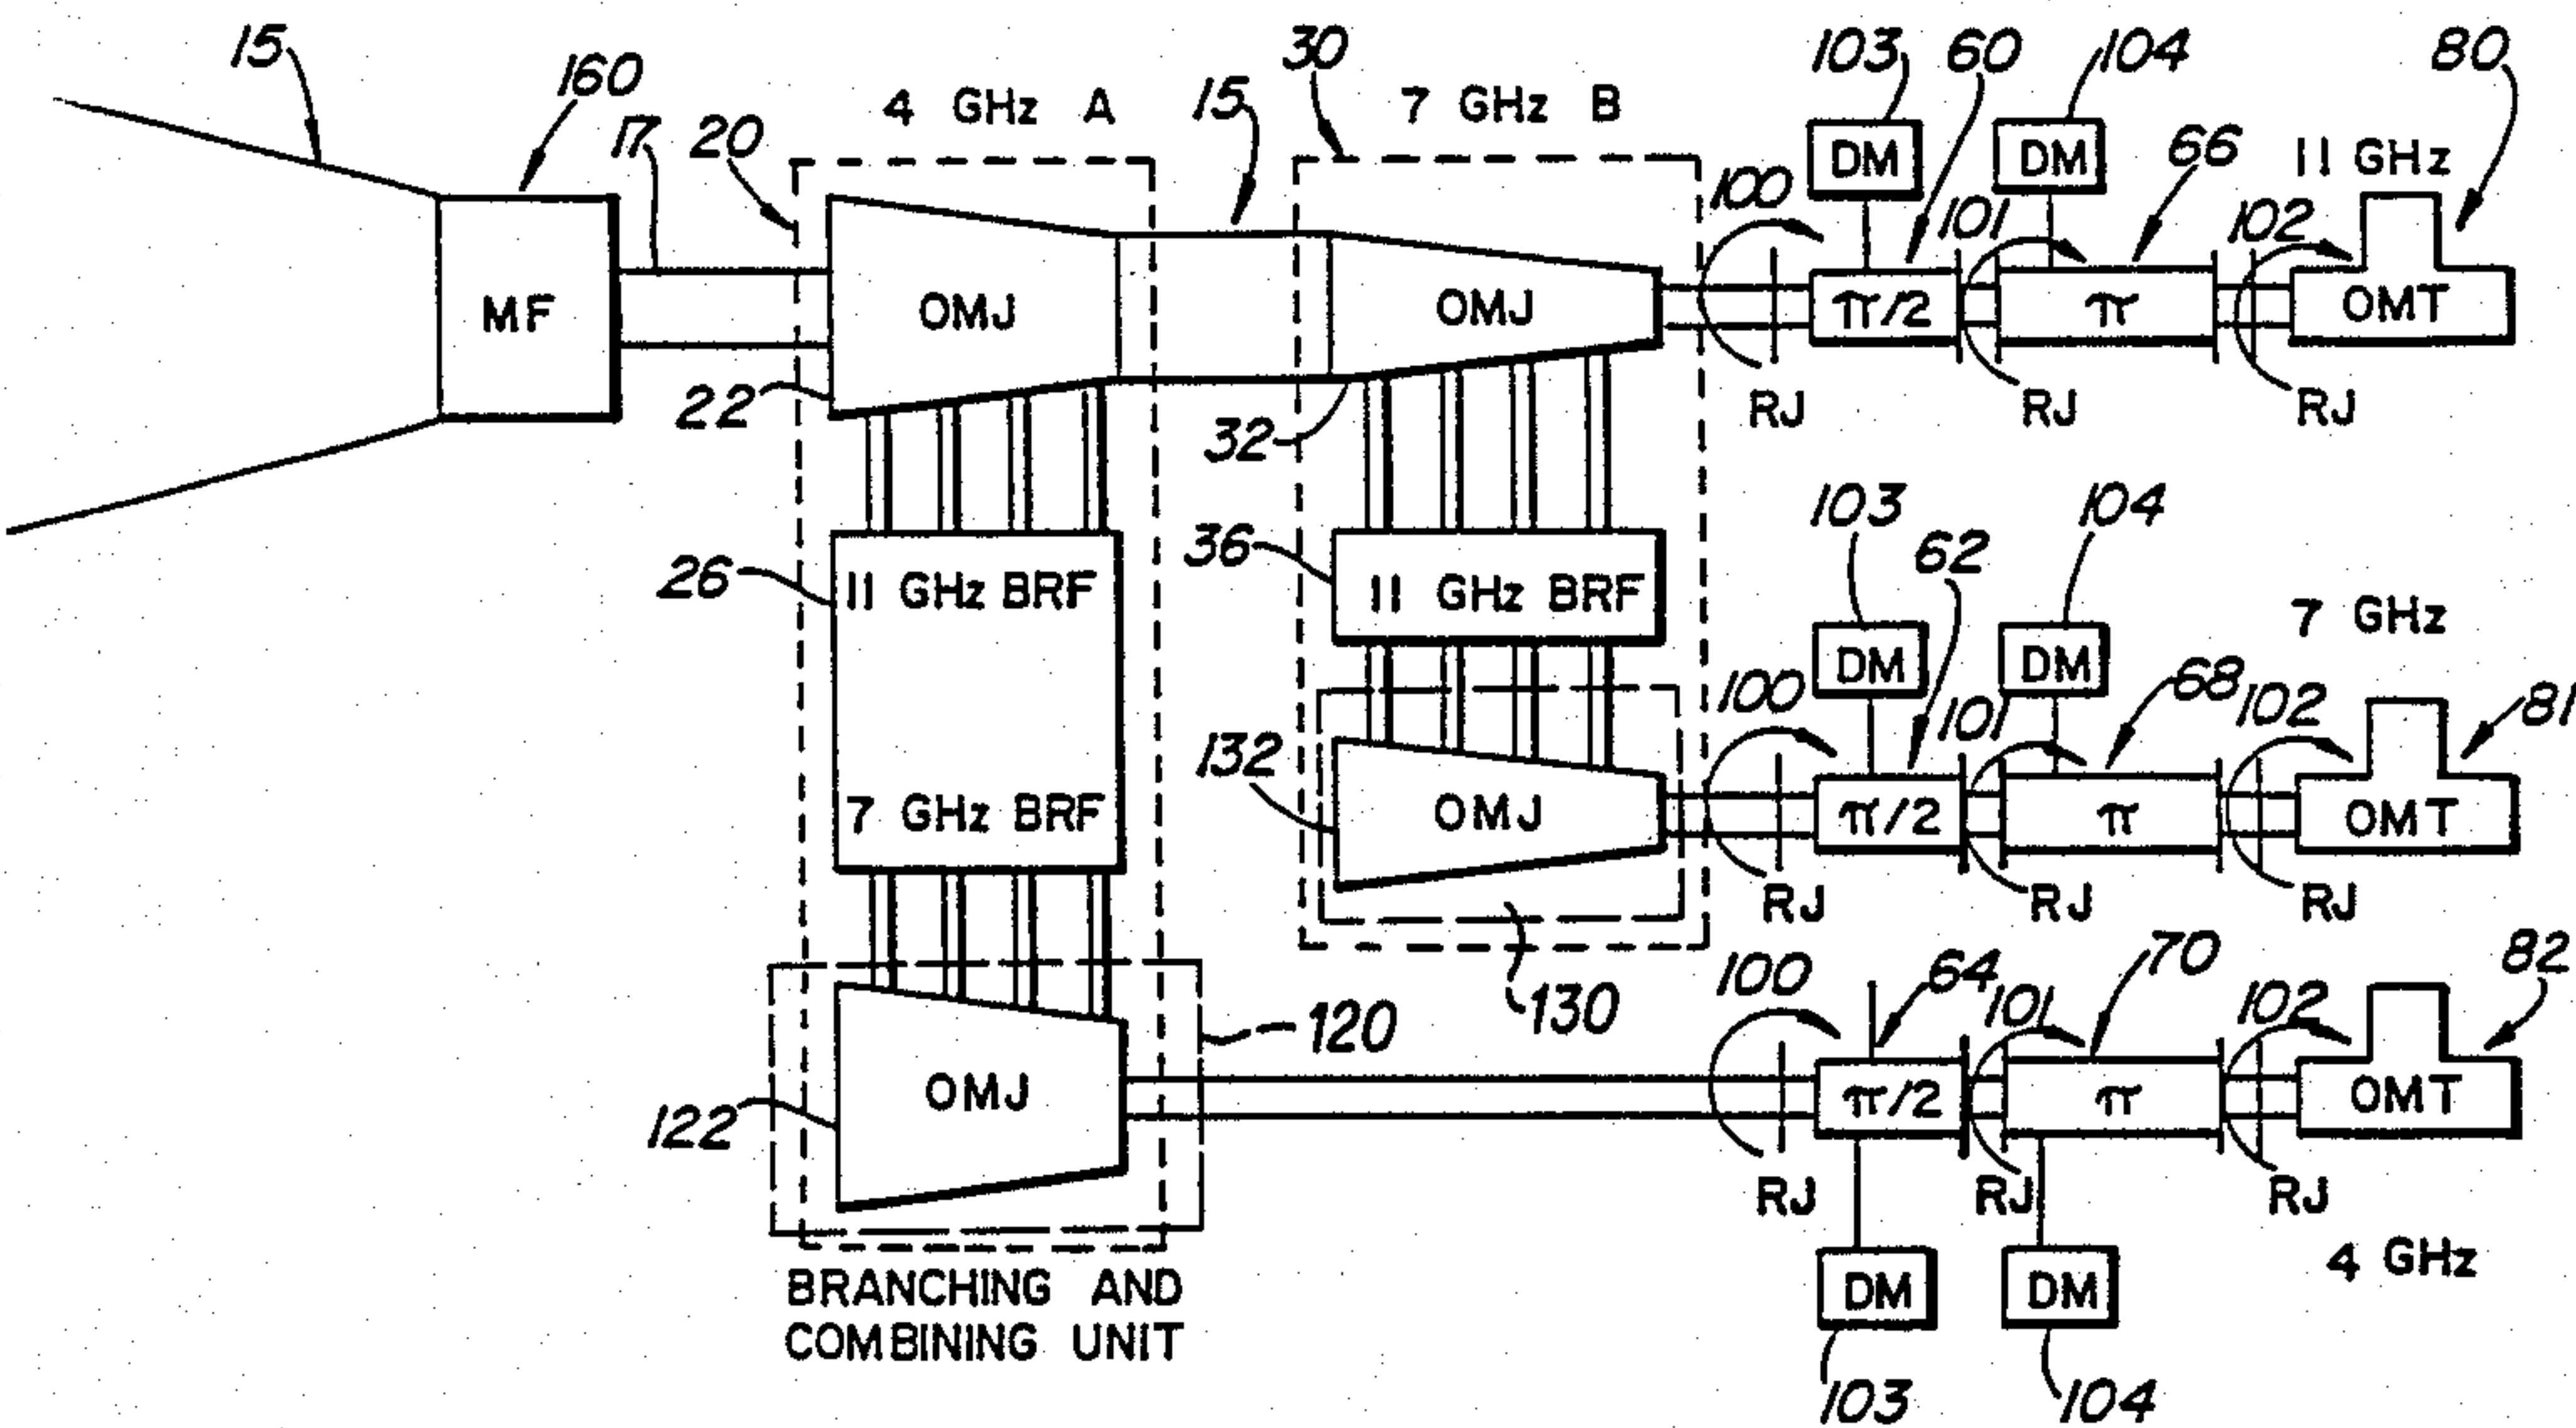 15
160
17
20
4 GHz A
15
30
7 GHz B
103
60
104
80
DM
DM
66
11 GHz
100
101
102
MF
OMJ
OMJ
π/2
π
OMT
22
32
RJ
RJ
RJ
103
104
26
11 GHz BRF
36
11 GHz BRF
62
7 GHz
DM
DM
100
101
68
102
81
7 GHz BRF
132
OMJ
π/2
π
OMT
RJ
RJ
RJ
130
100
64
101
70
102
82
120
122
OMJ
π/2
π
OMT
RJ
RJ
RJ
4 GHz
BRANCHING AND
COMBINING UNIT
DM
DM
103
104